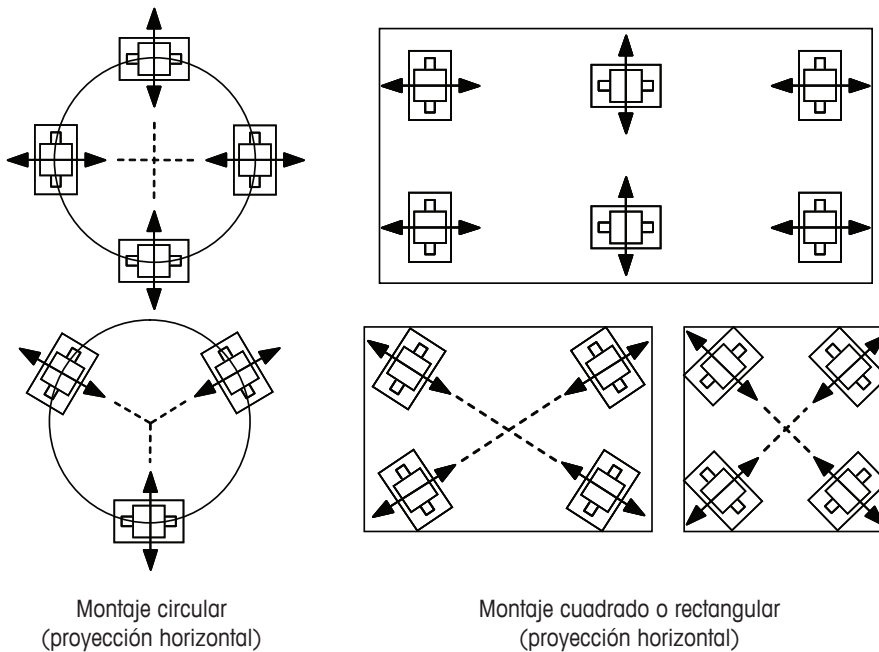 Montaje circular
(proyección horizontal)
Montaje cuadrado o rectangular
(proyección horizontal)